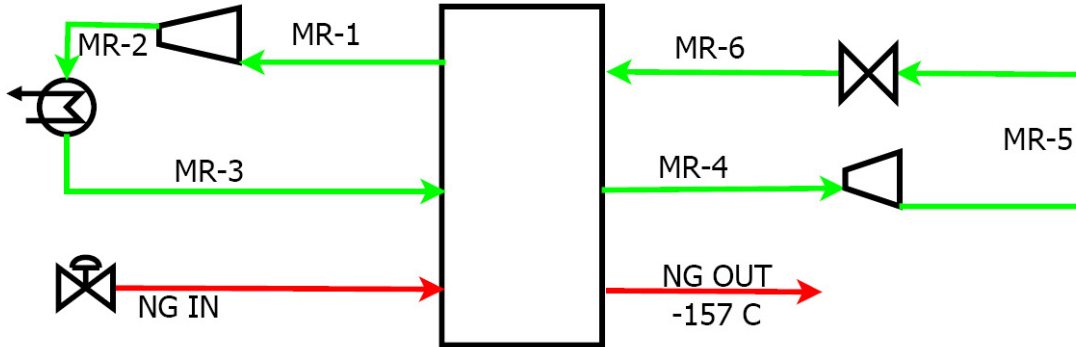 MR-2
MR-1
MR-6
MR-5
MR-3
MR-4
NG IN
NG OUT
-157 C